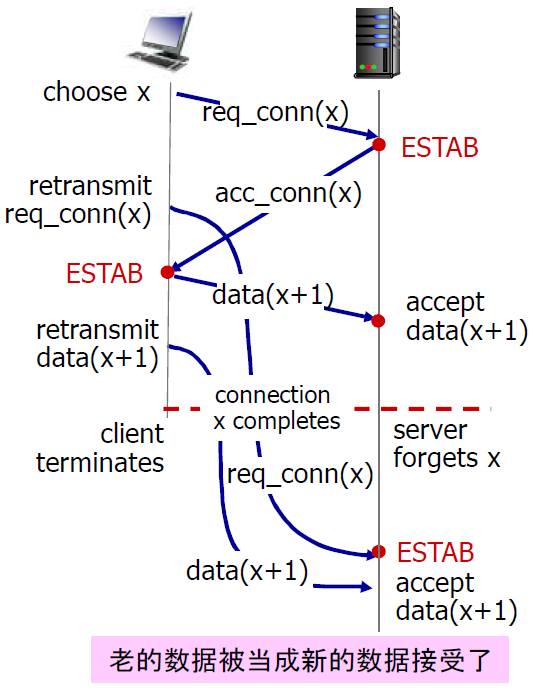 choose x
req_conn(x)
ESTAB
retransmit
req_conn(x)
acc_conn(x)
ESTAB
data(x+1)
accept
data(x+1)
retransmit
data(x+1)
connection
x completes
client
terminates
server
forgets x
req_conn(x)
ESTAB
data(x+1)
accept
data(x+1)
老的数据被当成新的数据接受了